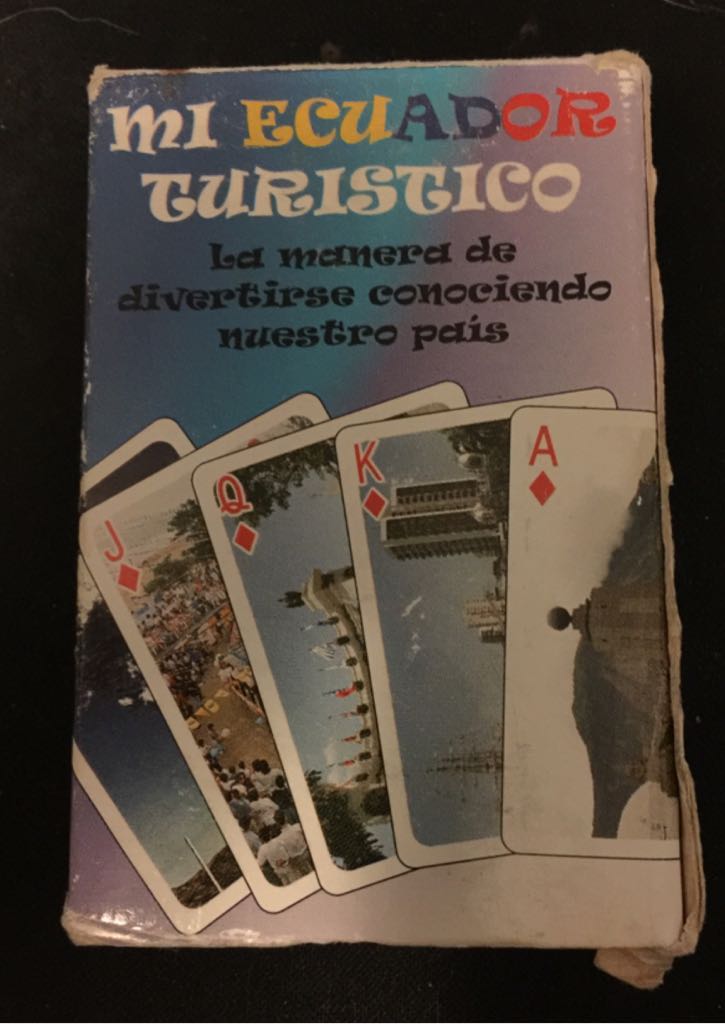 MI ECUADOR
TURISTICO
La manera de
divertirse conociendo
nuestro país
J
Q
K
A